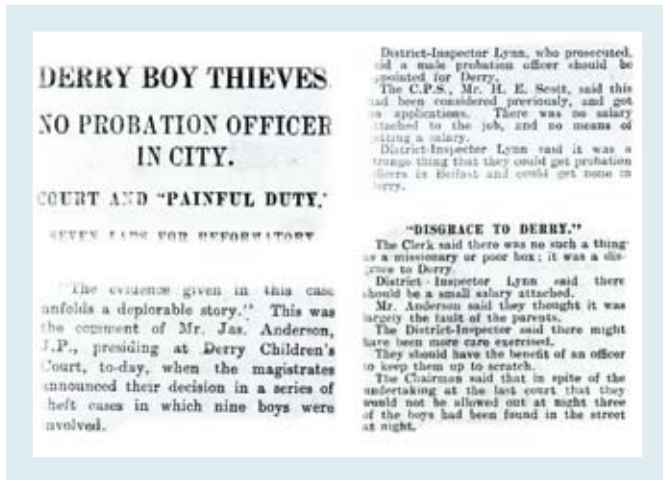 DERRY BOY THIEVES
NO PROBATION OFFICER
IN CITY.
COURT AND "PAINFUL DUTY."
SEVEN LADS FOR REFORMATORY
"The evidence given in this case
unfolds a deplorable story." This was
the comment of Mr. Jas. Anderson,
J.P., presiding at Derry Children's
Court, to-day, when the magistrates
announced their decision in a series of
theft cases in which nine boys were
involved.
District-Inspector Lynn, who prosecuted,
said a male probation officer should be
appointed for Derry.
The C.P.S., Mr. H. E. Scott, said this
had been considered previously, and got
no applications. There was no salary
attached to the job, and no means of
getting a salary.
District-Inspector Lynn said it was a
strange thing that they could get probation
officers in Belfast and could get none in
Derry.
"DISGRACE TO DERRY."
The Clerk said there was no such a thing
as a missionary or poor box; it was a dis-
grace to Derry.
District-Inspector Lynn said there
should be a small salary attached.
Mr. Anderson said they thought it was
largely the fault of the parents.
The District-Inspector said there might
have been more care exercised.
They should have the benefit of an officer
to keep them up to scratch.
The Chairman said that in spite of the
undertaking at the last court that they
would not be allowed out at night three
of the boys had been found in the street
at night.